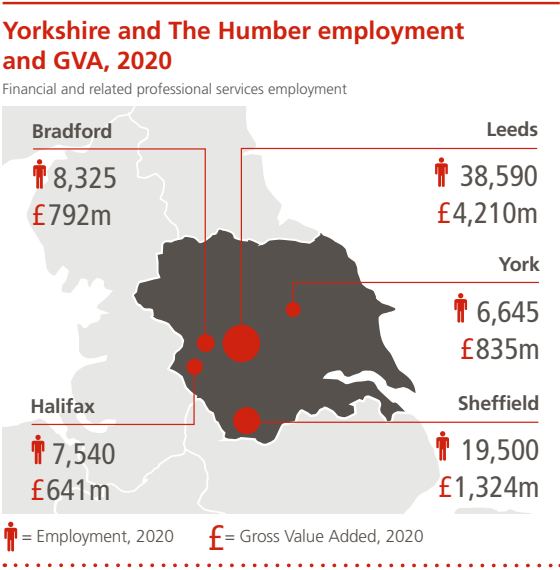 Yorkshire and The Humber employment
and GVA, 2020
Financial and related professional services employment
Bradford
8,325
£792m
Leeds
38,590
£4,210m
York
6,645
£835m
Halifax
7,540
£641m
Sheffield
19,500
£1,324m
= Employment, 2020
£= Gross Value Added, 2020